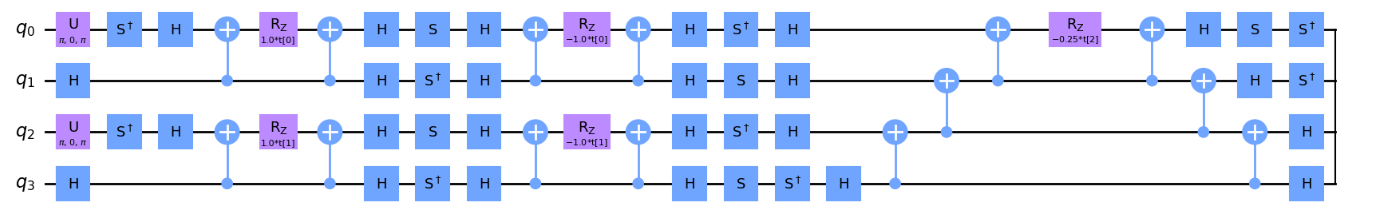 q0 U π, 0, π S† H RZ 1.0*t[0] H S H RZ −1.0*t[0] H S† H RZ −0.25*t[2] H S S†
q1 H H S† H H S H H S†
q2 U π, 0, π S† H RZ 1.0*t[1] H S H RZ −1.0*t[1] H S† H H
q3 H H S† H H S S† H H